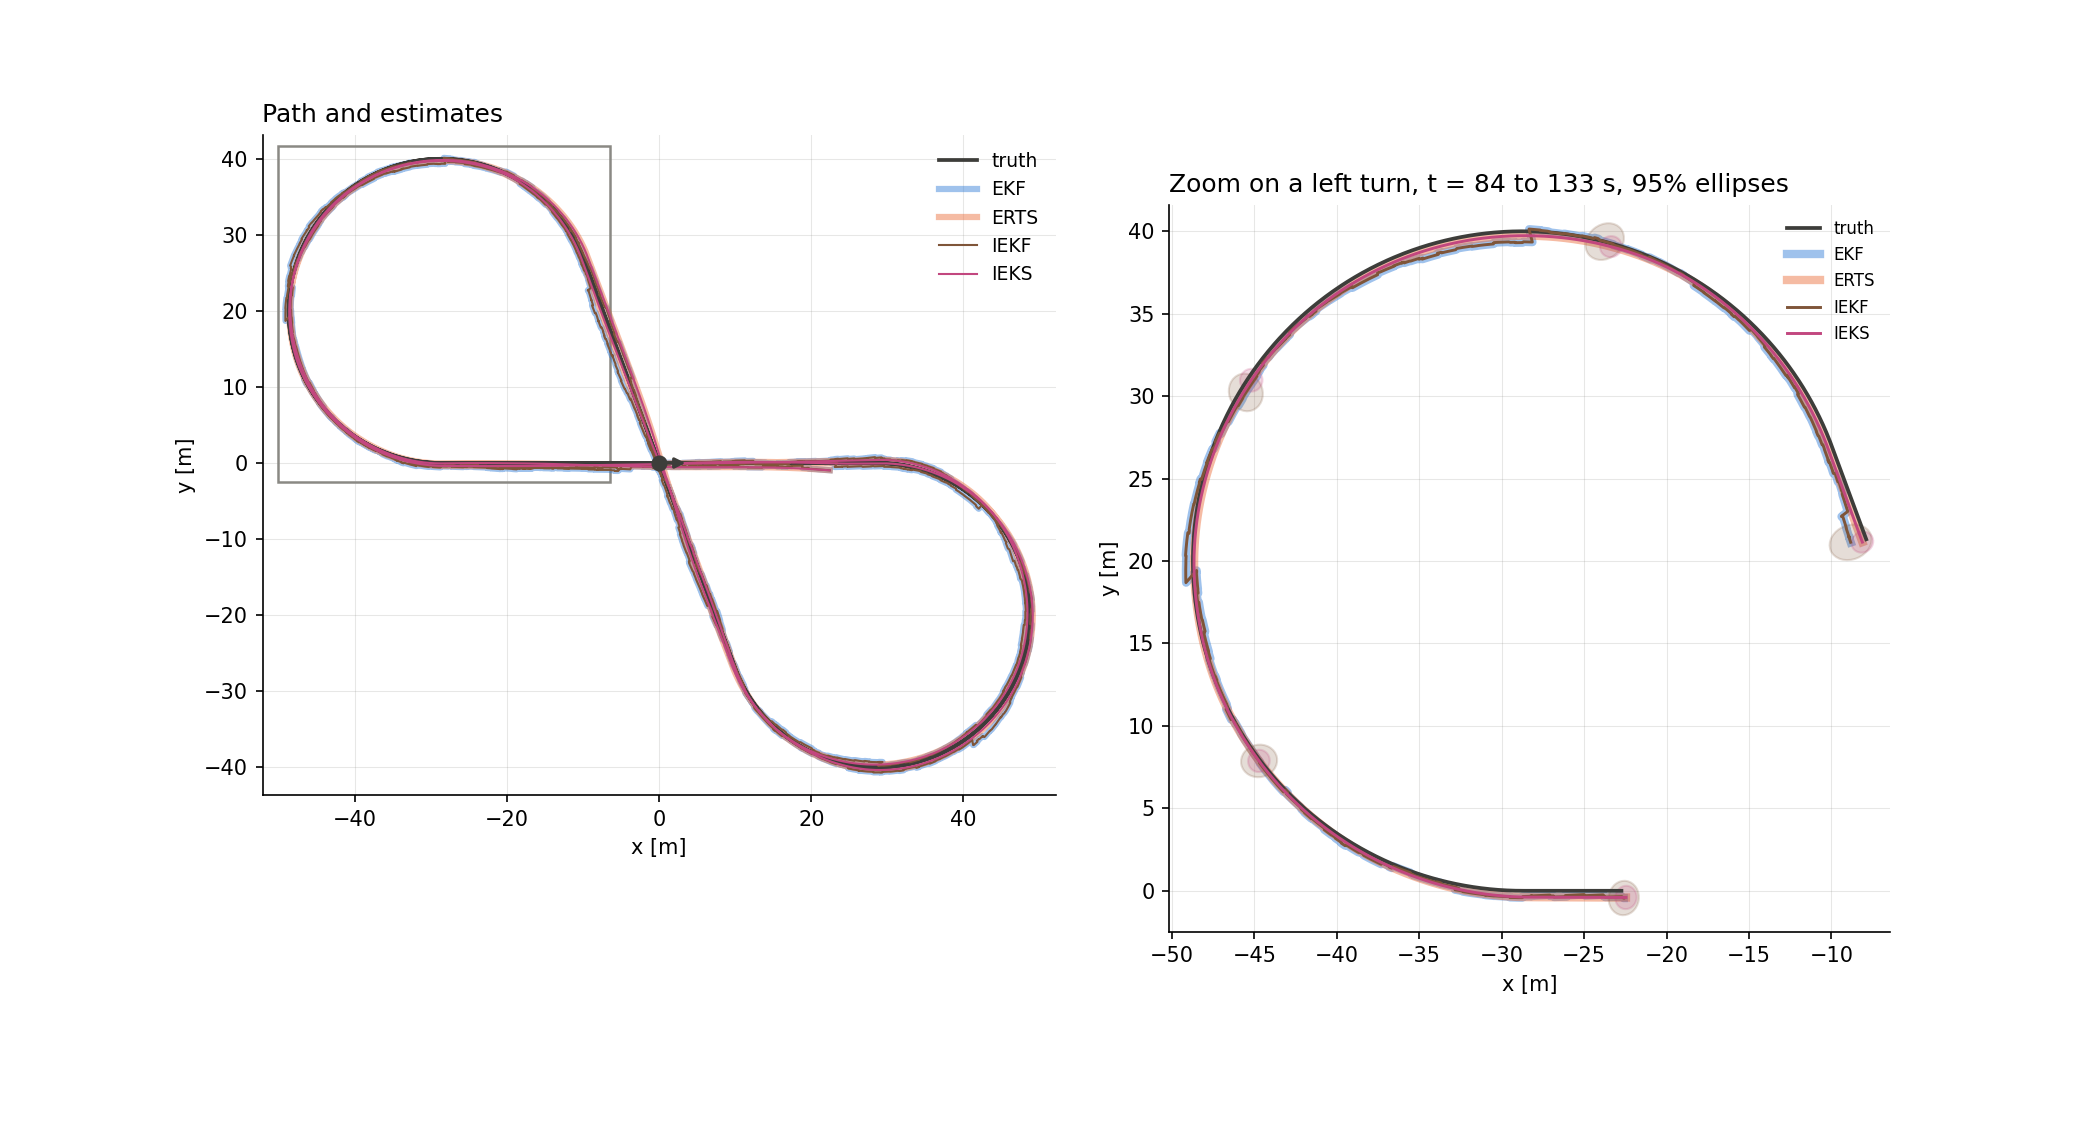 Path and estimates
40
30
20
10
0
−10
−20
−30
−40
−40
−20
0
20
40
x [m]
y [m]
truth
EKF
ERTS
IEKF
IEKS
Zoom on a left turn, t = 84 to 133 s, 95% ellipses
40
35
30
25
20
15
10
5
0
−50
−45
−40
−35
−30
−25
−20
−15
−10
x [m]
y [m]
truth
EKF
ERTS
IEKF
IEKS